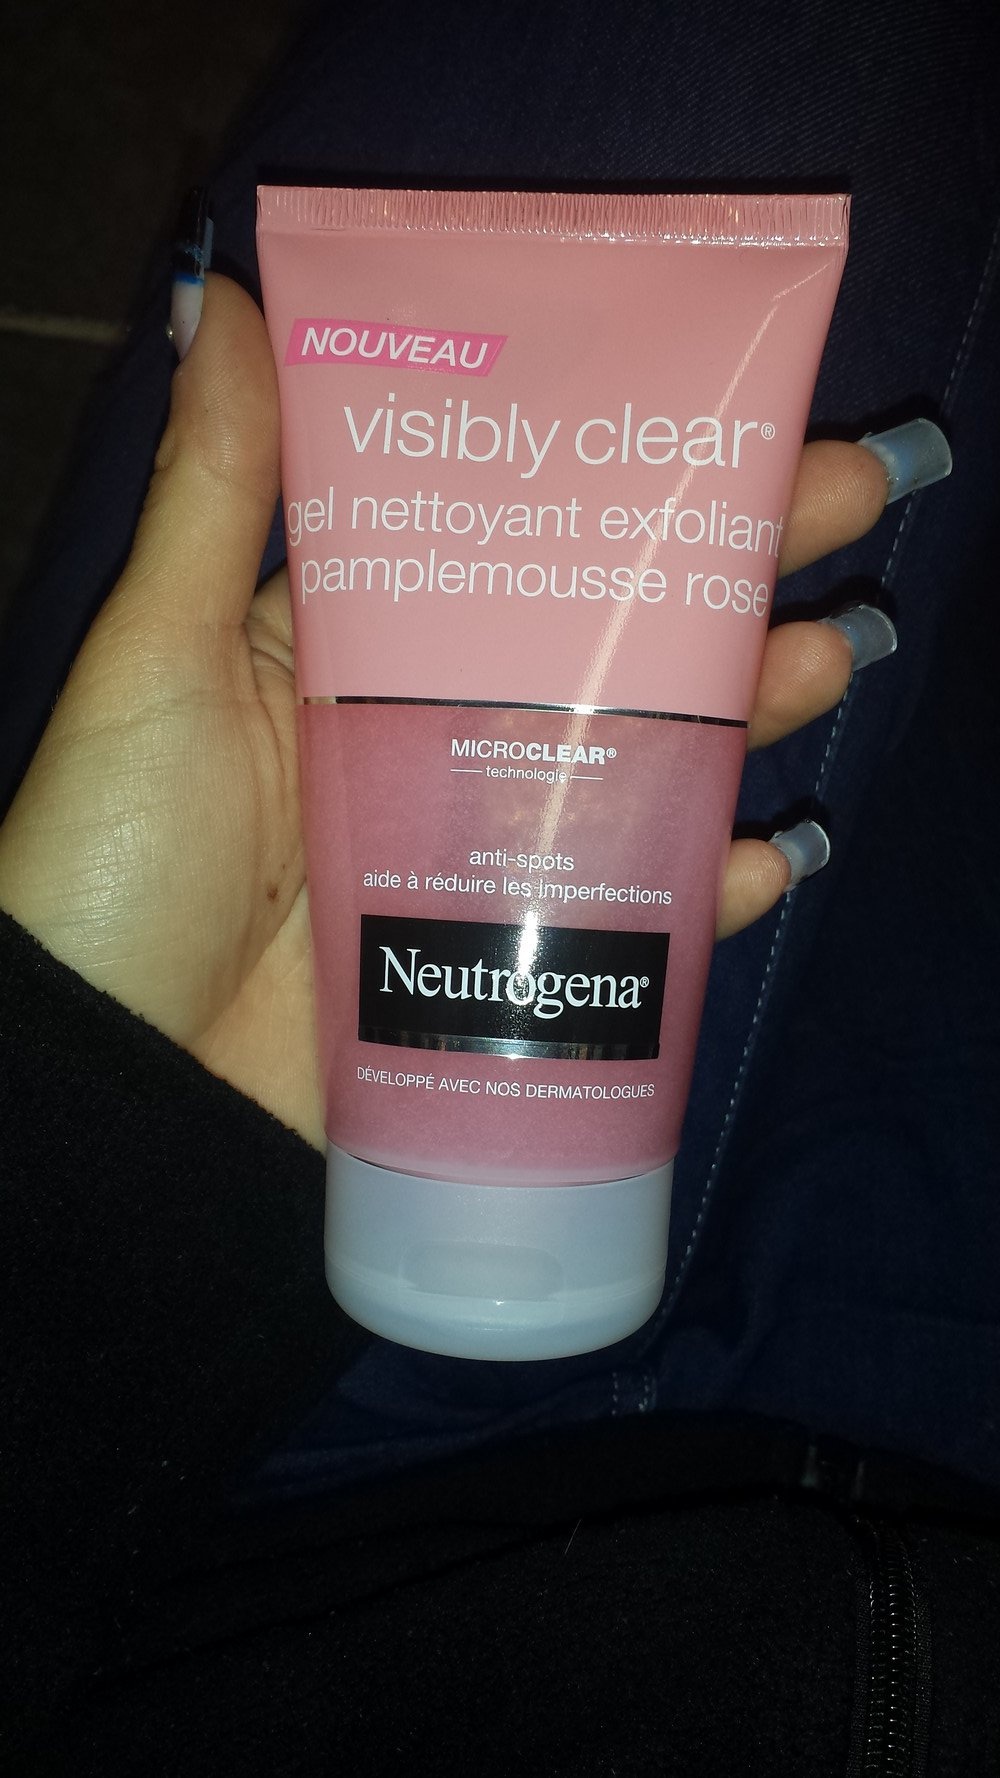 NOUVEAU
visibly clear®
gel nettoyant exfoliant
pamplemousse rose
MICROCLEAR®
technologie
anti-spots
aide à réduire les imperfections
Neutrogena®
DÉVELOPPÉ AVEC NOS DERMATOLOGUES